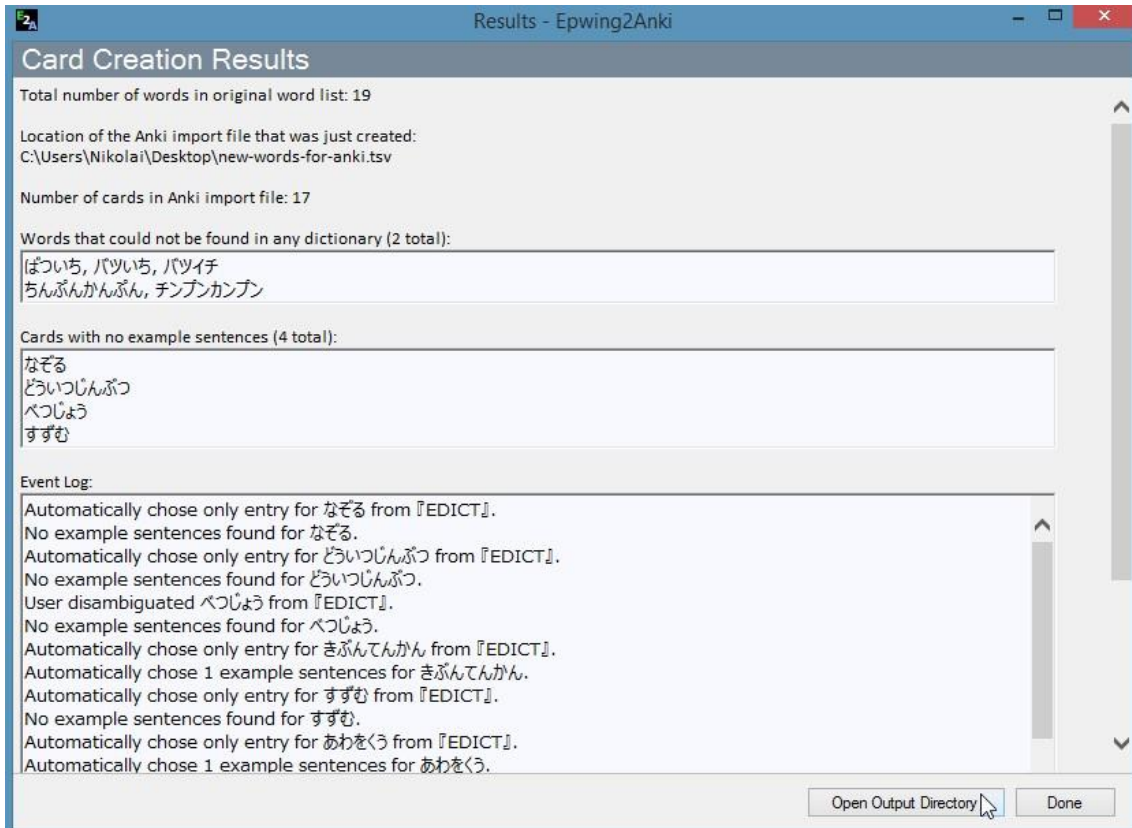 E2A
Results - Epwing2Anki
Card Creation Results
Total number of words in original word list: 19
Location of the Anki import file that was just created:
C:\Users\Nikolai\Desktop\new-words-for-anki.tsv
Number of cards in Anki import file: 17
Words that could not be found in any dictionary (2 total):
ばついち, バツいち, バツイチ
ちんぷんかんぷん, チンプンカンプン
Cards with no example sentences (4 total):
なぞる
どういつじんぶつ
べつじょう
すずむ
Event Log:
Automatically chose only entry for なぞる from『EDICT』.
No example sentences found for なぞる.
Automatically chose only entry for どういつじんぶつ from『EDICT』.
No example sentences found for どういつじんぶつ.
User disambiguated べつじょう from『EDICT』.
No example sentences found for べつじょう.
Automatically chose only entry for きぶんてんかん from『EDICT』.
Automatically chose 1 example sentences for きぶんてんかん.
Automatically chose only entry for すずむ from『EDICT』.
No example sentences found for すずむ.
Automatically chose only entry for あわをくう from『EDICT』.
Automatically chose 1 example sentences for あわをくう.
Open Output Directory
Done